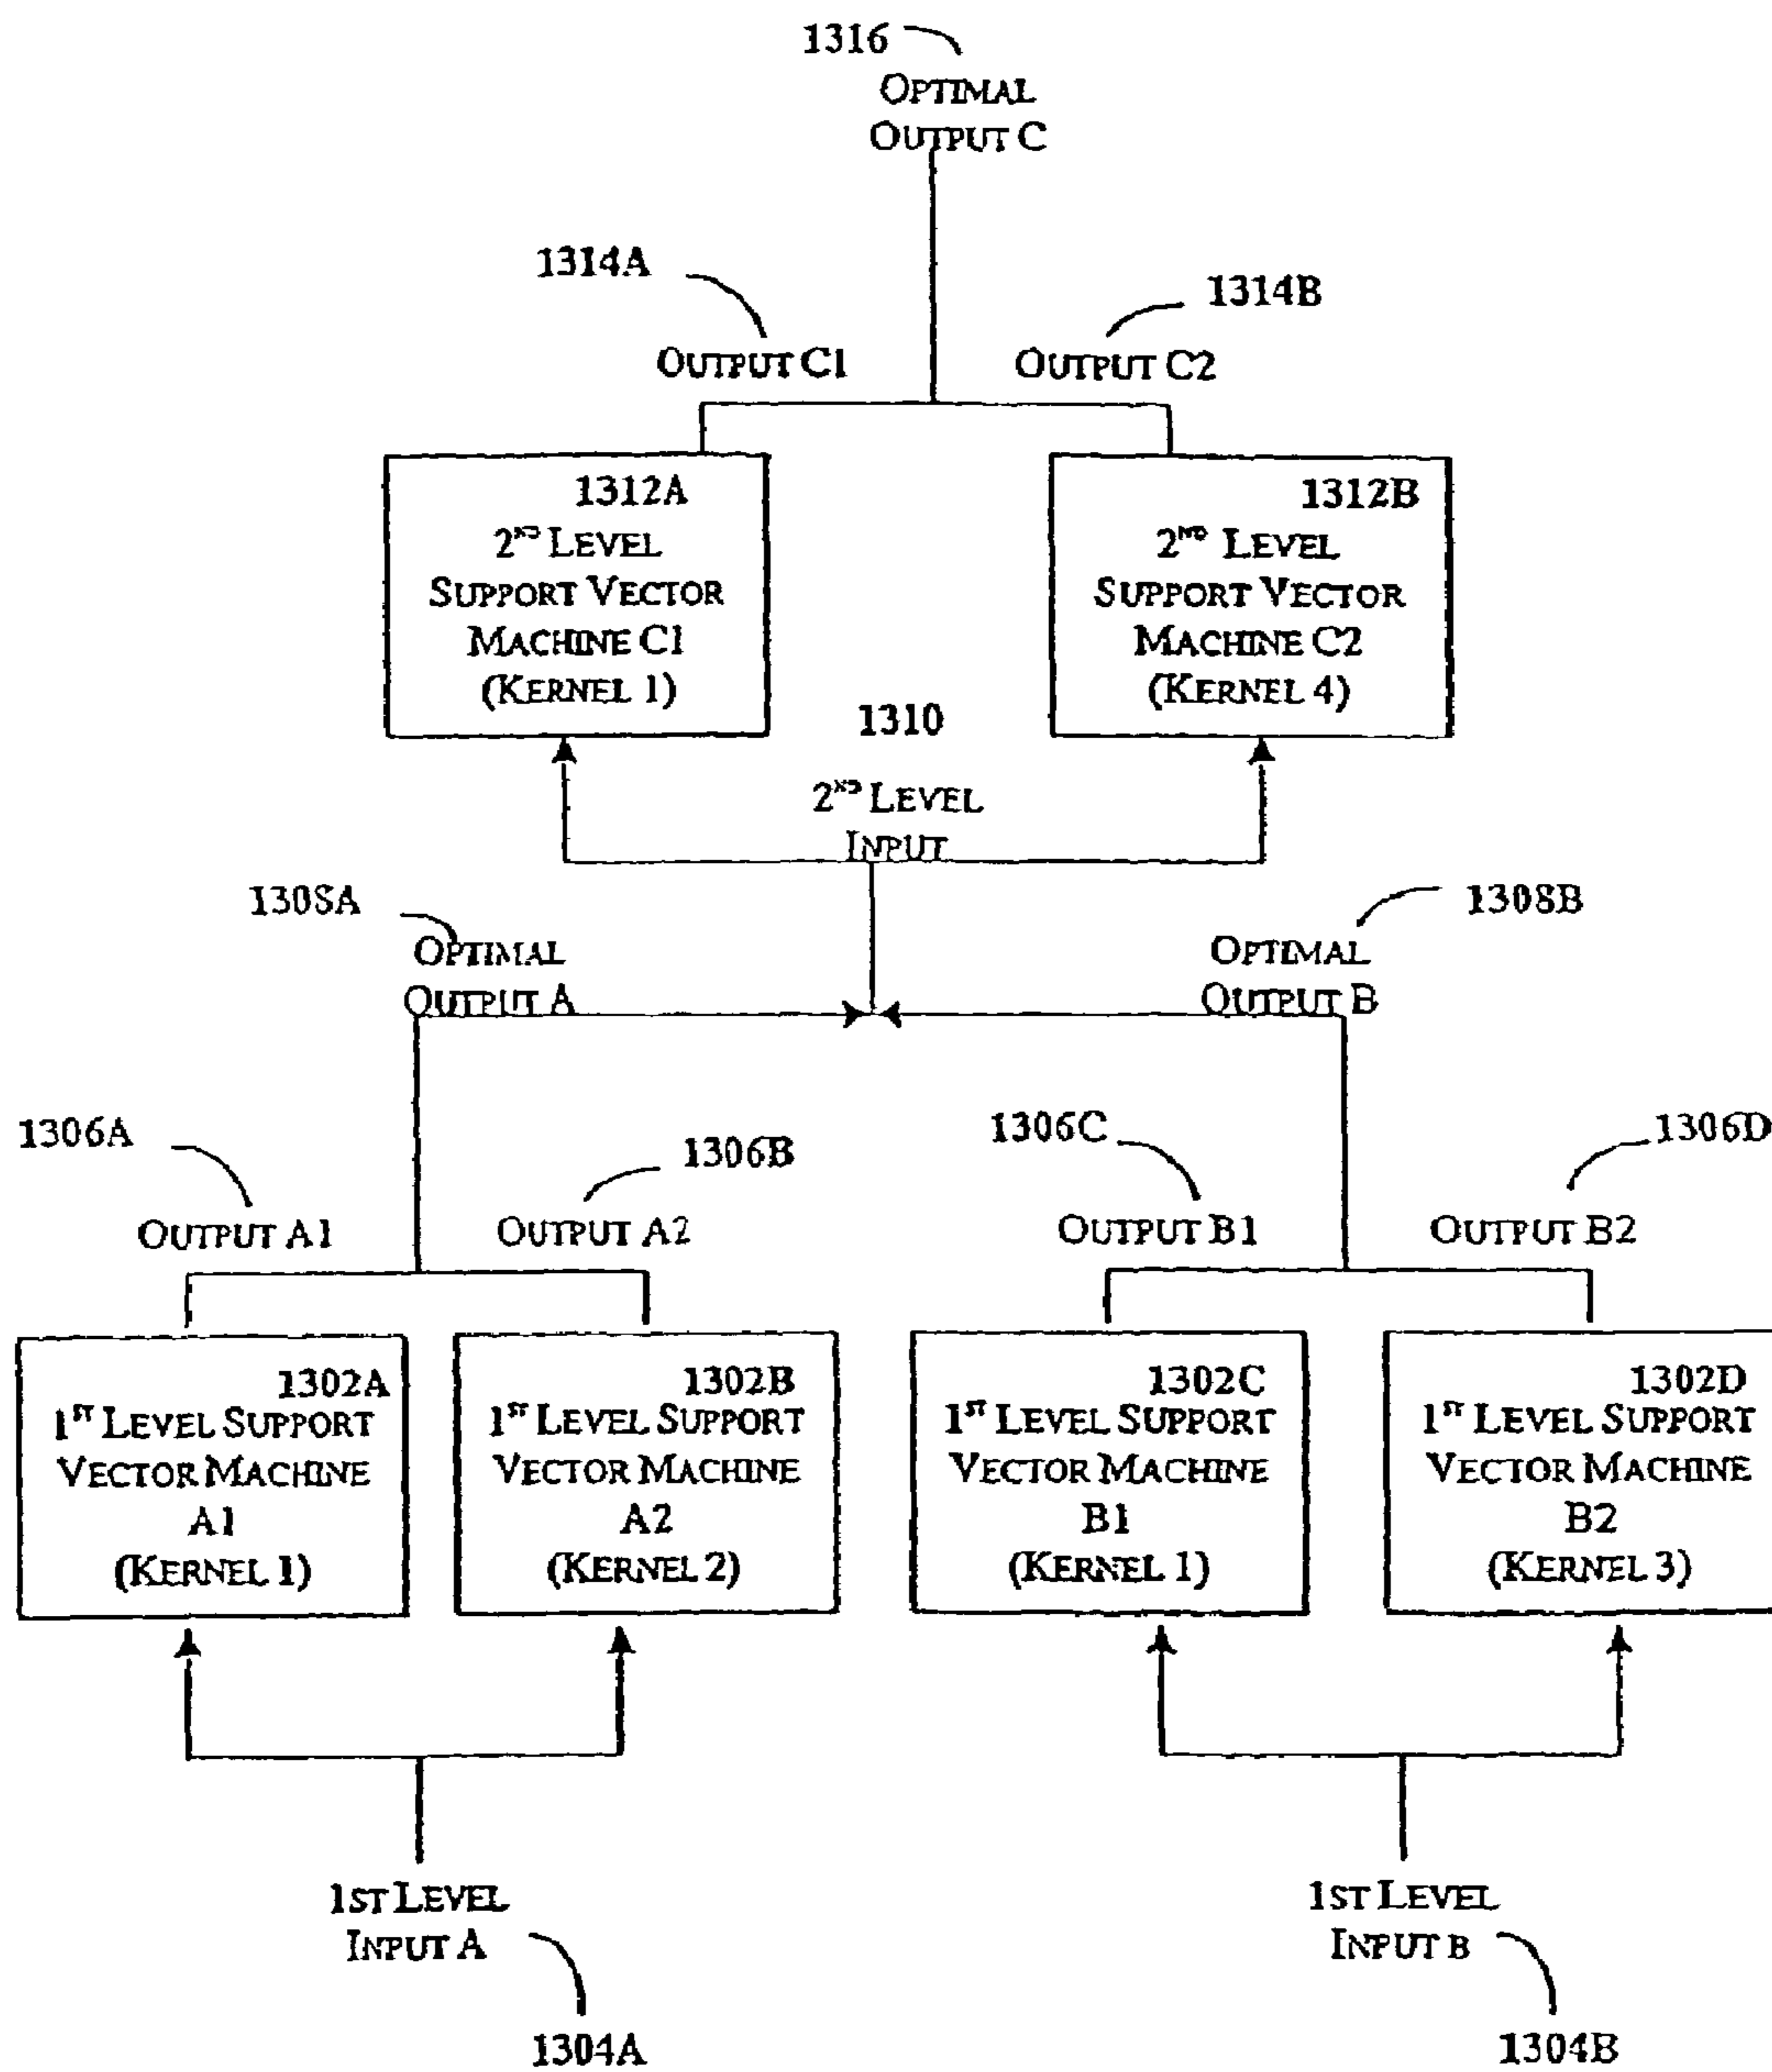 1316
OPTIMAL
OUTPUT C
1314A
1314B
OUTPUT C1
OUTPUT C2
1312A
2ND LEVEL
SUPPORT VECTOR
MACHINE C1
(KERNEL 1)
1312B
2ND LEVEL
SUPPORT VECTOR
MACHINE C2
(KERNEL 4)
1310
2ND LEVEL
INPUT
1308A
OPTIMAL
OUTPUT A
1308B
OPTIMAL
OUTPUT B
1306A
1306B
1306C
1306D
OUTPUT A1
OUTPUT A2
OUTPUT B1
OUTPUT B2
1302A
1ST LEVEL SUPPORT
VECTOR MACHINE
A1
(KERNEL 1)
1302B
1ST LEVEL SUPPORT
VECTOR MACHINE
A2
(KERNEL 2)
1302C
1ST LEVEL SUPPORT
VECTOR MACHINE
B1
(KERNEL 1)
1302D
1ST LEVEL SUPPORT
VECTOR MACHINE
B2
(KERNEL 3)
1ST LEVEL
INPUT A
1304A
1ST LEVEL
INPUT B
1304B